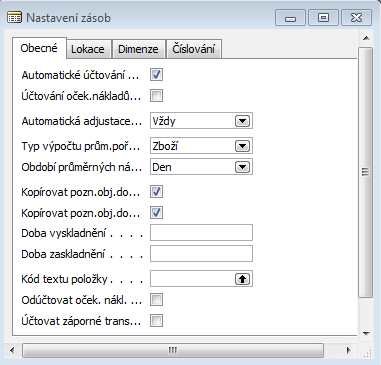 Nastavení zásob
Obecné Lokace Dimenze Číslování
Automatické účtování ...
Účtování oček.nákladů...
Automatická adjustace... Vždy
Typ výpočtu prům.poř... Zboží
Období průměrných ná... Den
Kopírovat pozn.obj.do...
Kopírovat pozn.obj.do...
Doba vyskladnění . . . .
Doba zaskladnění . . . .
Kód textu položky . . . .
Odúčtovat oček. nákl. ...
Účtovat záporné trans...